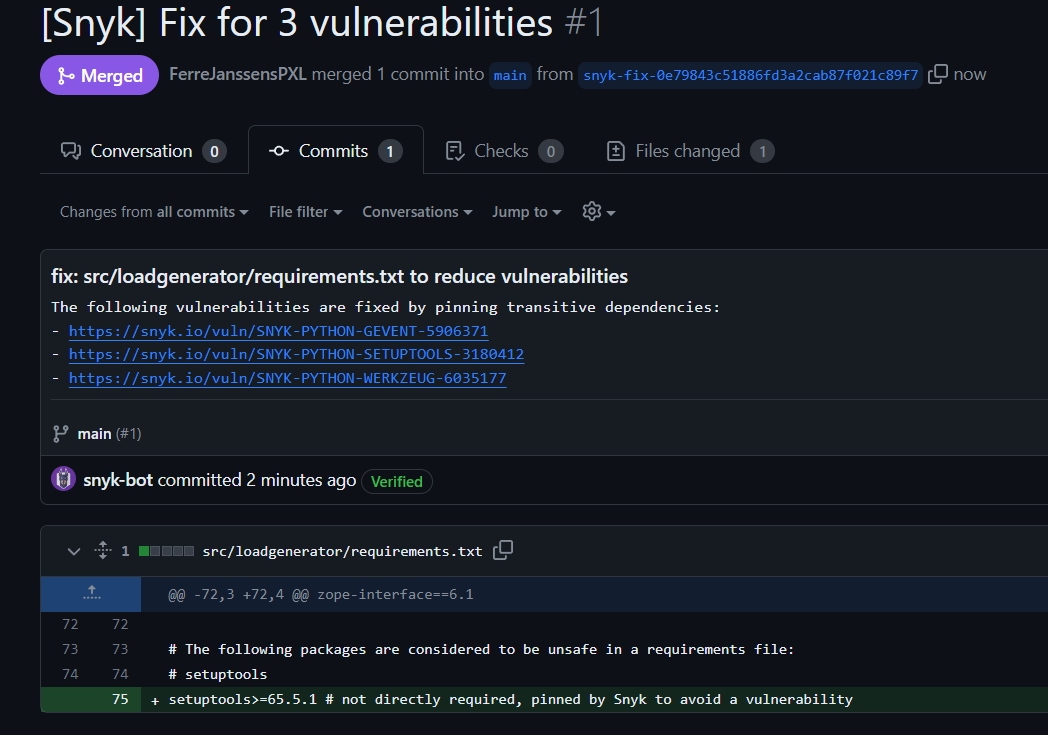 [Snyk] Fix for 3 vulnerabilities #1
Merged FerreJanssensPXL merged 1 commit into main from snyk-fix-0e79843c51886fd3a2cab87f021c89f7 now
Conversation 0 Commits 1 Checks 0 Files changed 1
Changes from all commits File filter Conversations Jump to
fix: src/loadgenerator/requirements.txt to reduce vulnerabilities
The following vulnerabilities are fixed by pinning transitive dependencies:
- https://snyk.io/vuln/SNYK-PYTHON-GEVENT-5906371
- https://snyk.io/vuln/SNYK-PYTHON-SETUPTOOLS-3180412
- https://snyk.io/vuln/SNYK-PYTHON-WERKZEUG-6035177
main (#1)
snyk-bot committed 2 minutes ago Verified
1 src/loadgenerator/requirements.txt
@@ -72,3 +72,4 @@ zope-interface==6.1
72 72
73 73 # The following packages are considered to be unsafe in a requirements file:
74 74 # setuptools
75 + setuptools>=65.5.1 # not directly required, pinned by Snyk to avoid a vulnerability